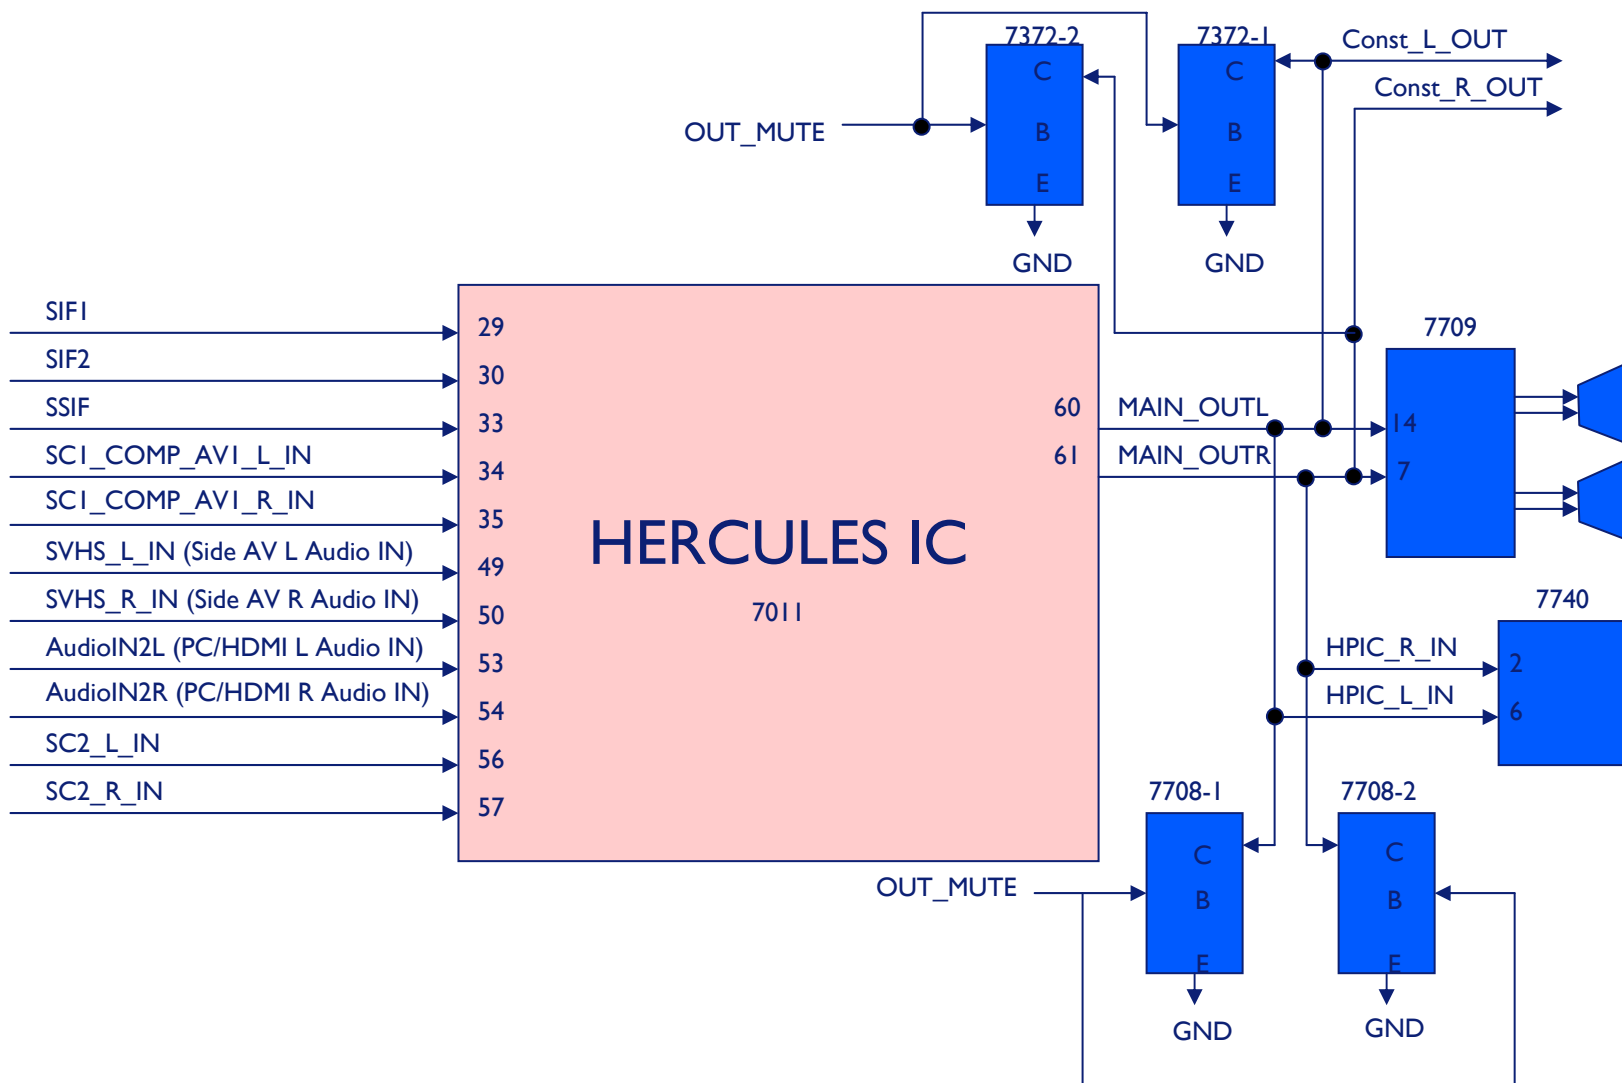 7372-2
7372-1
Const_L_OUT
C
C
Const_R_OUT
OUT_MUTE
B
B
E
E
GND
GND
SIF1
29
7709
SIF2
30
SSIF
33
60
MAIN_OUTL
14
SC1_COMP_AV1_L_IN
34
61
MAIN_OUTR
7
SC1_COMP_AV1_R_IN
35
HERCULES IC
SVHS_L_IN (Side AV L Audio IN)
49
SVHS_R_IN (Side AV R Audio IN)
50
7011
7740
AudioIN2L (PC/HDMI L Audio IN)
53
HPIC_R_IN
2
AudioIN2R (PC/HDMI R Audio IN)
54
HPIC_L_IN
6
SC2_L_IN
56
SC2_R_IN
57
7708-1
7708-2
C
C
OUT_MUTE
B
B
E
E
GND
GND